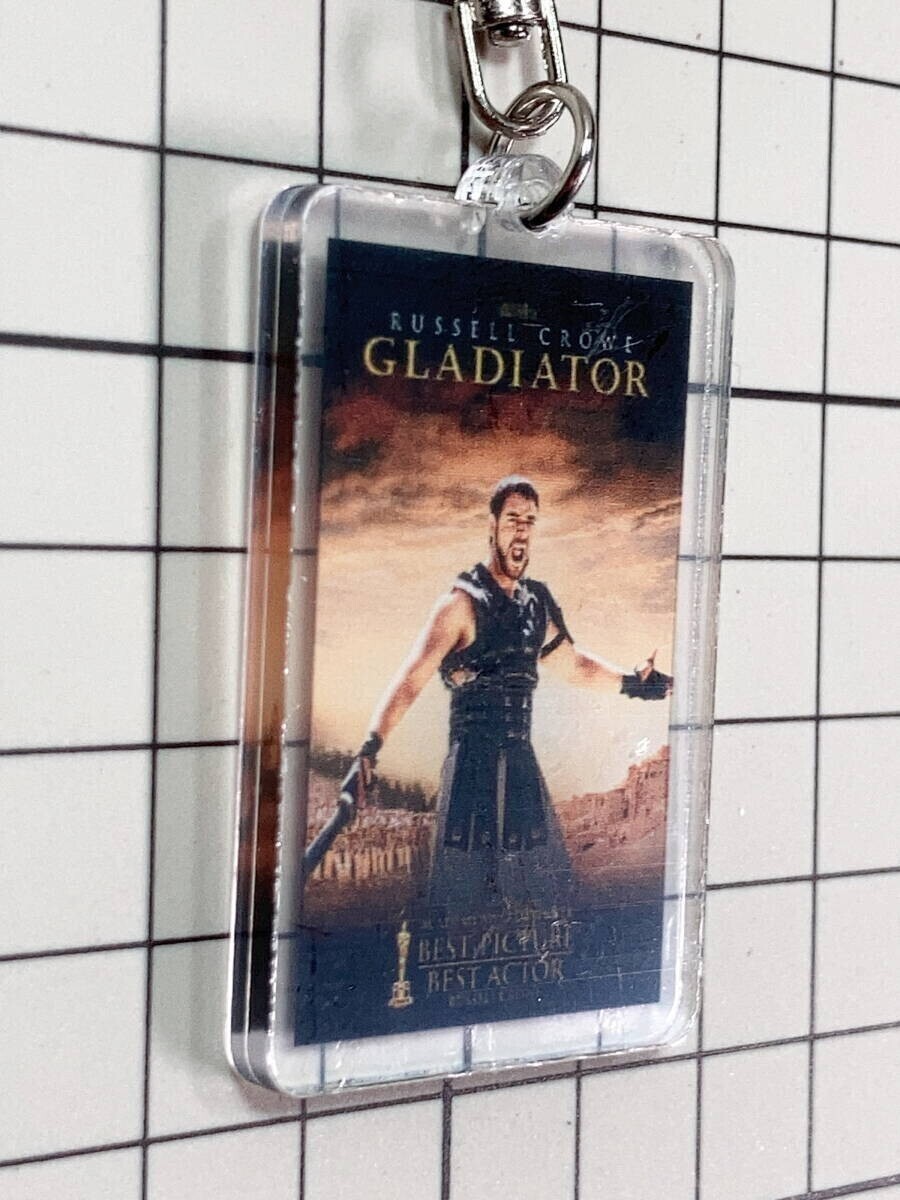 RUSSELL CROWE
GLADIATOR
BEST PICTURE
BEST ACTOR